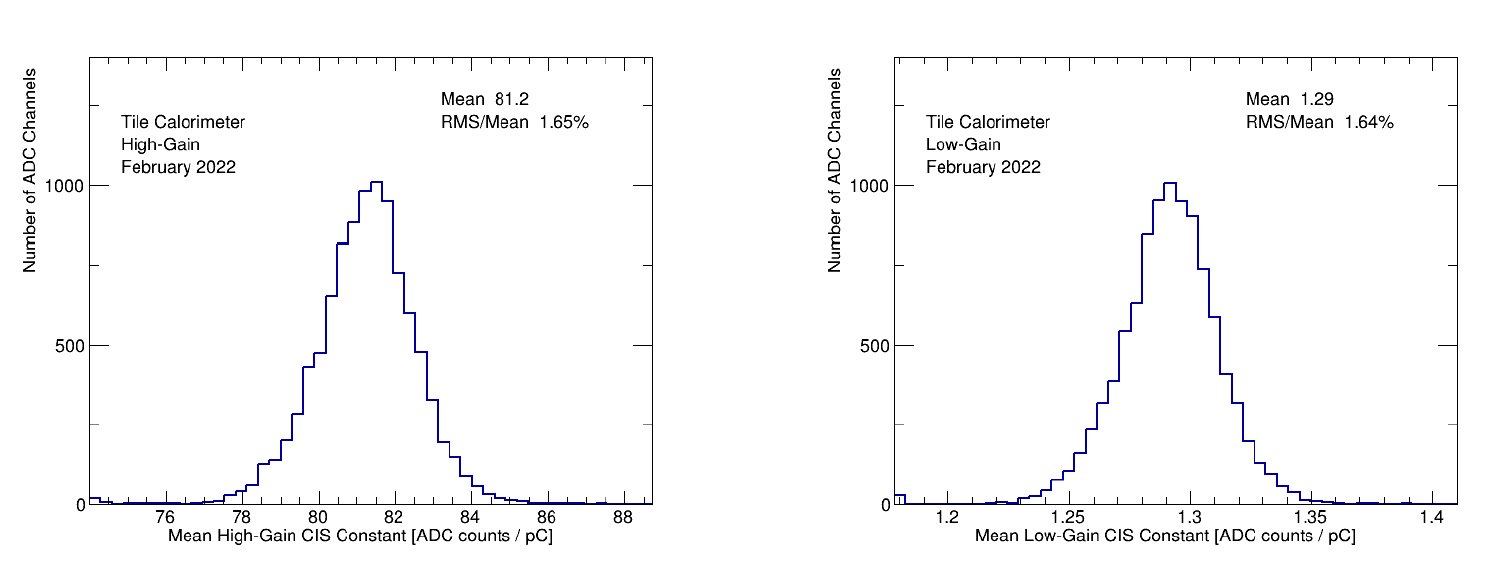 Number of ADC Channels
Mean 81.2
RMS/Mean 1.65%
Tile Calorimeter
High-Gain
February 2022
1000
500
0
76 78 80 82 84 86 88
Mean High-Gain CIS Constant [ADC counts / pC]
Number of ADC Channels
Mean 1.29
RMS/Mean 1.64%
Tile Calorimeter
Low-Gain
February 2022
1000
500
0
1.2 1.25 1.3 1.35 1.4
Mean Low-Gain CIS Constant [ADC counts / pC]